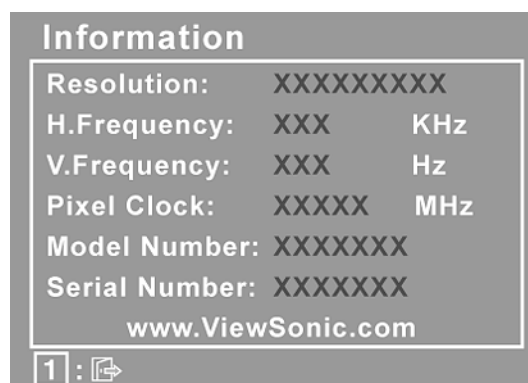 Information
Resolution: XXXXXXXXX
H.Frequency: XXX KHz
V.Frequency: XXX Hz
Pixel Clock: XXXXX MHz
Model Number: XXXXXXX
Serial Number: XXXXXXX
www.ViewSonic.com
1 :